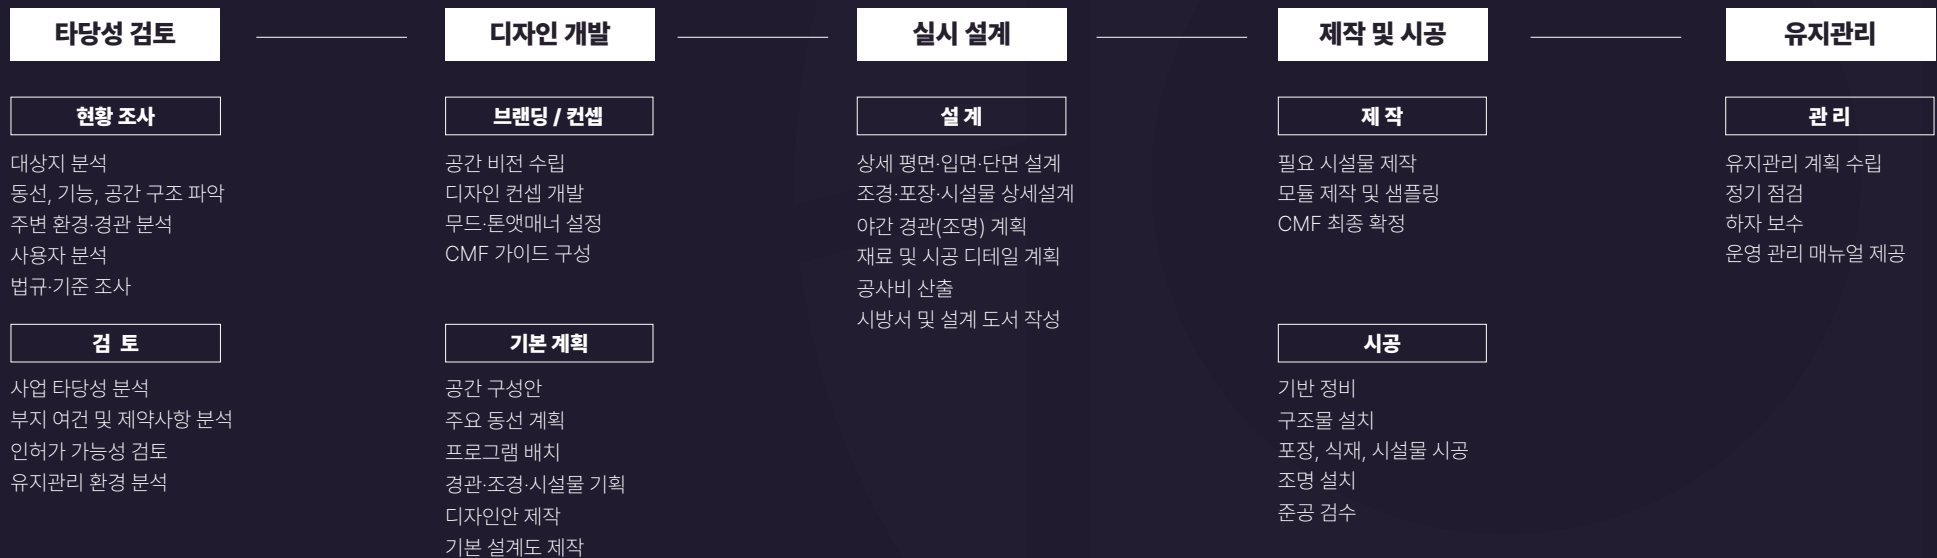 타당성 검토
디자인 개발
실시 설계
제작 및 시공
유지관리
현황 조사
대상지 분석
동선, 기능, 공간 구조 파악
주변 환경·경관 분석
사용자 분석
법규·기준 조사
검 토
사업 타당성 분석
부지 여건 및 제약사항 분석
인허가 가능성 검토
유지관리 환경 분석
브랜딩 / 컨셉
공간 비전 수립
디자인 컨셉 개발
무드·톤앳매너 설정
CMF 가이드 구성
기본 계획
공간 구성안
주요 동선 계획
프로그램 배치
경관·조경·시설물 기획
디자인안 제작
기본 설계도 제작
설 계
상세 평면·입면·단면 설계
조경·포장·시설물 상세설계
야간 경관(조명) 계획
재료 및 시공 디테일 계획
공사비 산출
시방서 및 설계 도서 작성
제 작
필요 시설물 제작
모듈 제작 및 샘플링
CMF 최종 확정
시공
기반 정비
구조물 설치
포장, 식재, 시설물 시공
조명 설치
준공 검수
관 리
유지관리 계획 수립
정기 점검
하자 보수
운영 관리 매뉴얼 제공